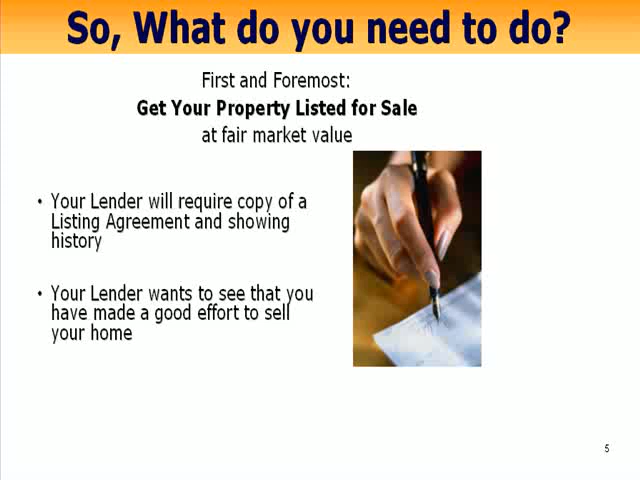 So, What do you need to do?
First and Foremost:
Get Your Property Listed for Sale
at fair market value
• Your Lender will require copy of a
Listing Agreement and showing
history
• Your Lender wants to see that you
have made a good effort to sell
your home
5